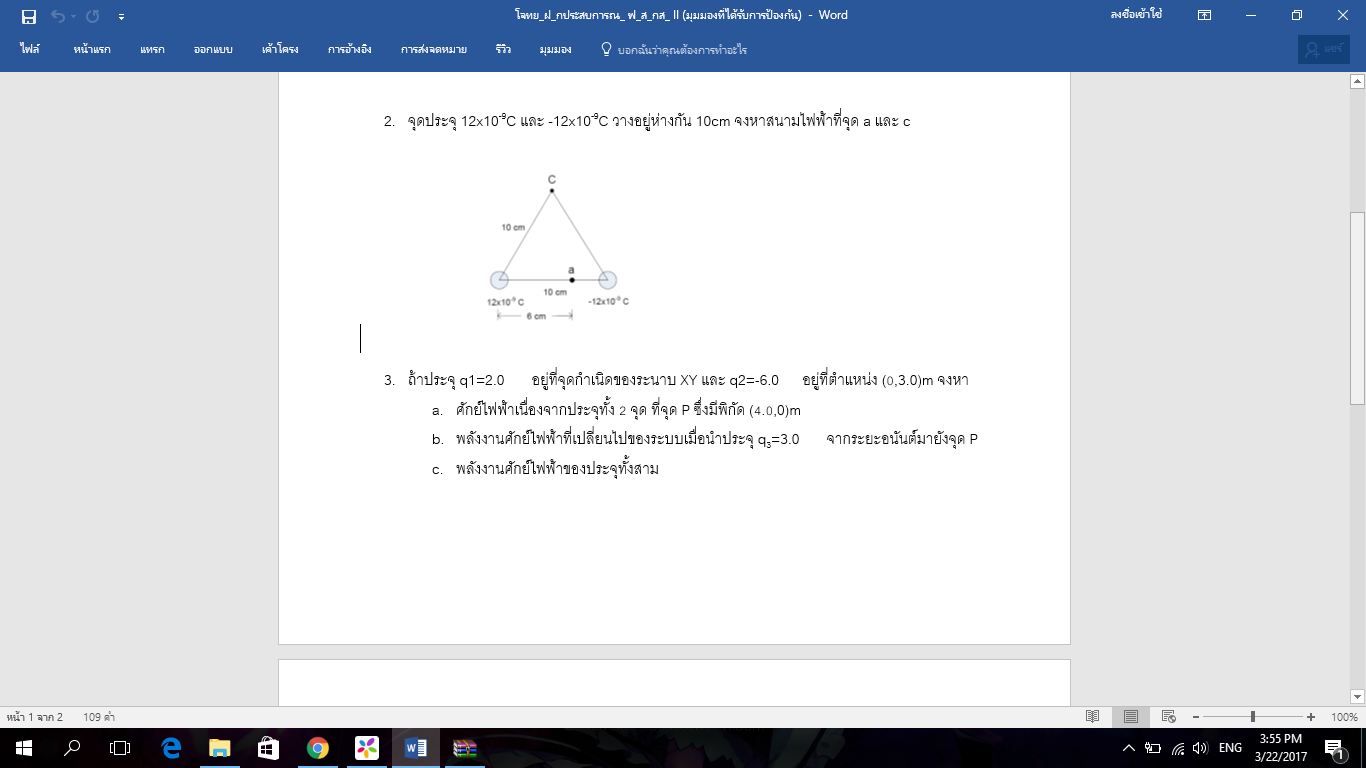 โจทย_ฝ_กประสบการณ_ ฟ_ส_กส_ II (มุมมองที่ได้รับการป้องกัน) - Word
ลงชื่อเข้าใช้
ไฟล์ หน้าแรก แทรก ออกแบบ เค้าโครง การอ้างอิง การส่งจดหมาย รีวิว มุมมอง บอกฉันว่าคุณต้องการทำอะไร แชร์
2. จุดประจุ 12x10⁻⁹C และ -12x10⁻⁹C วางอยู่ห่างกัน 10cm จงหาสนามไฟฟ้าที่จุด a และ c
C
10 cm
a
10 cm
12x10⁻⁹ C -12x10⁻⁹ C
6 cm
3. ถ้าประจุ q1=2.0 อยู่ที่จุดกำเนิดของระนาบ XY และ q2=-6.0 อยู่ที่ตำแหน่ง (0,3.0)m จงหา
a. ศักย์ไฟฟ้าเนื่องจากประจุทั้ง 2 จุด ที่จุด P ซึ่งมีพิกัด (4.0,0)m
b. พลังงานศักย์ไฟฟ้าที่เปลี่ยนไปของระบบเมื่อนำประจุ q₃=3.0 จากระยะอนันต์มายังจุด P
c. พลังงานศักย์ไฟฟ้าของประจุทั้งสาม
หน้า 1 จาก 2 109 คำ 100%
ENG 3:55 PM
3/22/2017 1